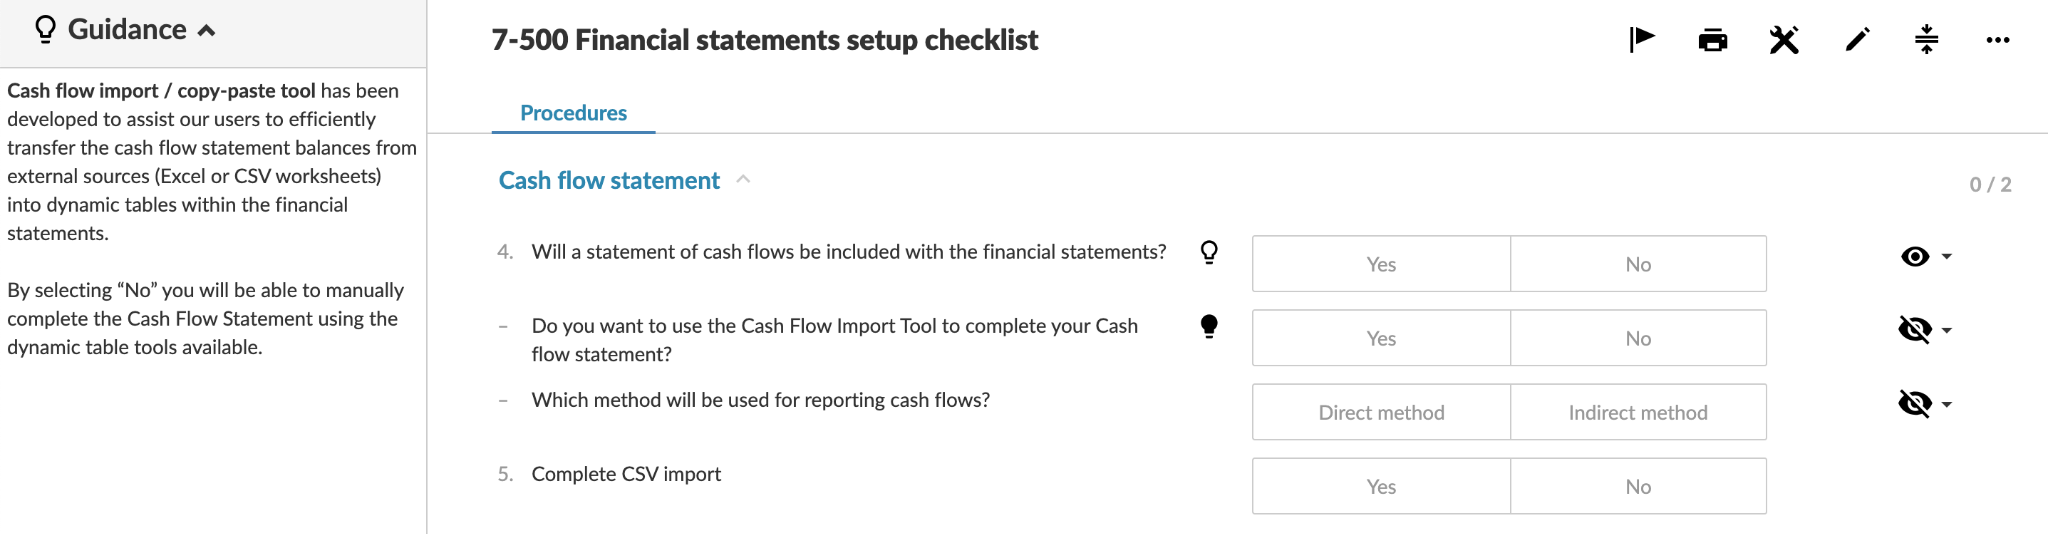 Guidance
Cash flow import / copy-paste tool has been
developed to assist our users to efficiently
transfer the cash flow statement balances from
external sources (Excel or CSV worksheets)
into dynamic tables within the financial
statements.
By selecting “No” you will be able to manually
complete the Cash Flow Statement using the
dynamic table tools available.
7-500 Financial statements setup checklist
Procedures
Cash flow statement
0 / 2
4. Will a statement of cash flows be included with the financial statements? Yes No
– Do you want to use the Cash Flow Import Tool to complete your Cash
flow statement? Yes No
– Which method will be used for reporting cash flows? Direct method Indirect method
5. Complete CSV import Yes No